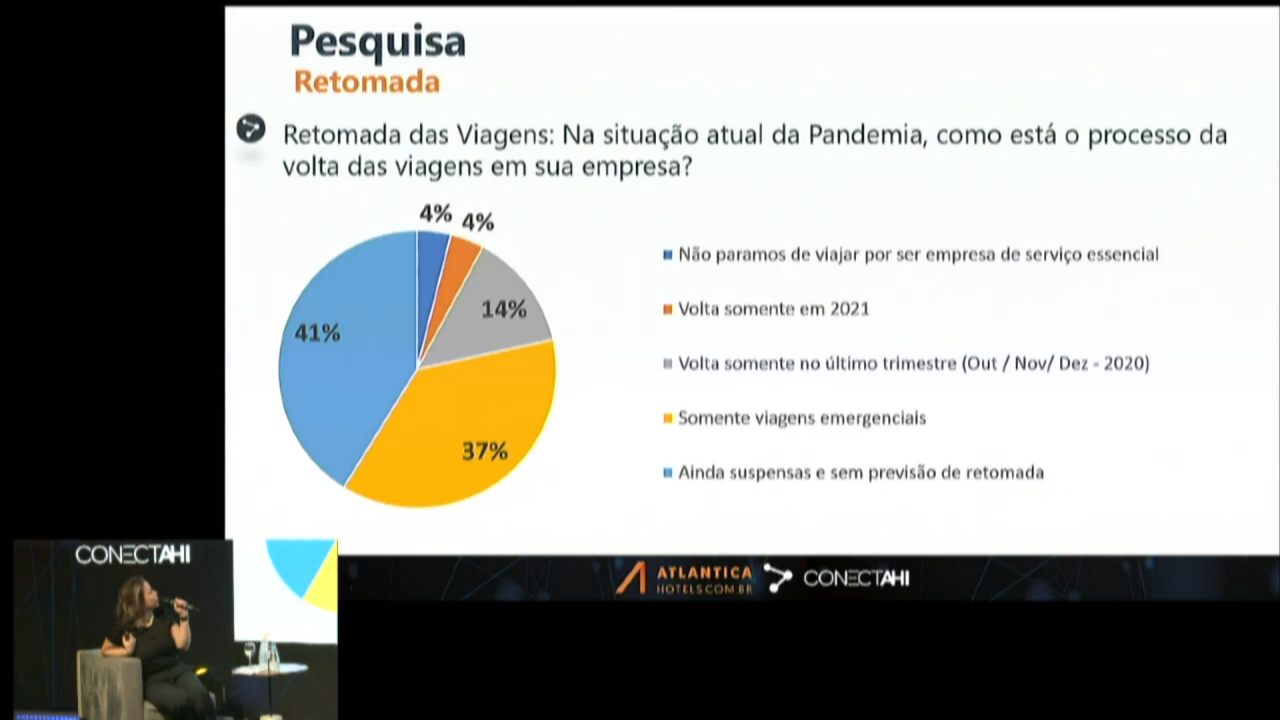 Pesquisa
Retomada
Retomada das Viagens: Na situação atual da Pandemia, como está o processo da
volta das viagens em sua empresa?
4%
4%
14%
41%
37%
Não paramos de viajar por ser empresa de serviço essencial
Volta somente em 2021
Volta somente no último trimestre (Out / Nov/ Dez - 2020)
Somente viagens emergenciais
Ainda suspensas e sem previsão de retomada
CONECTAHI
ATLANTICA
HOTELS.COM.BR
CONECTAHI